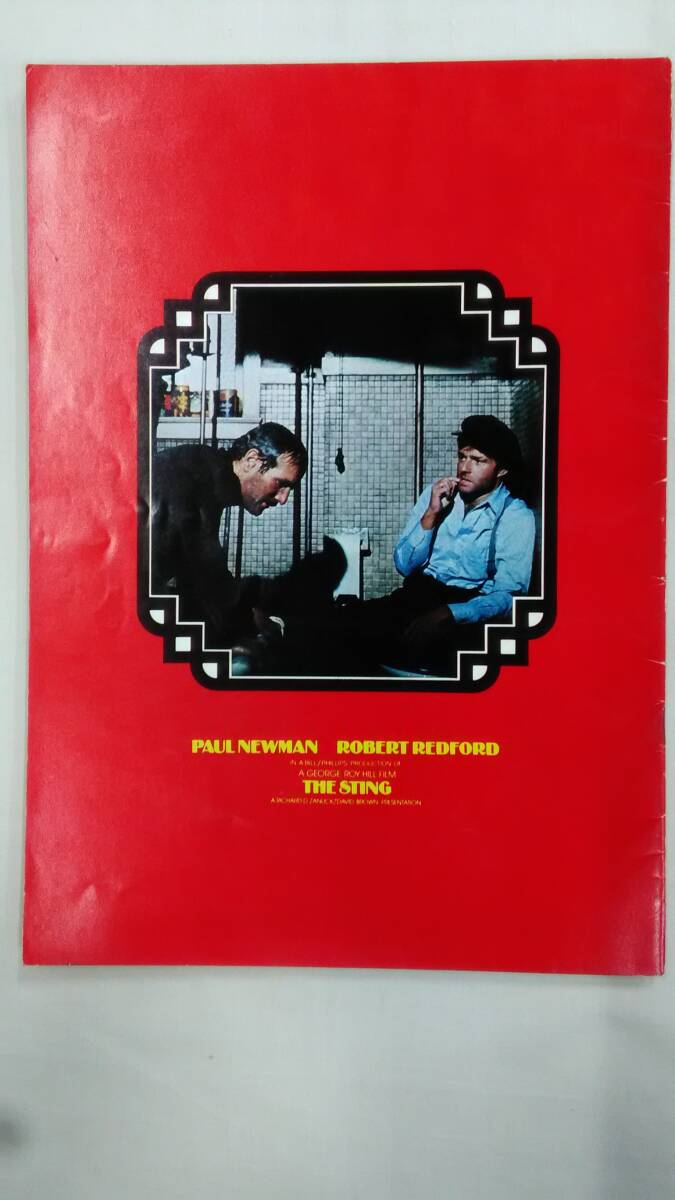 PAUL NEWMAN ROBERT REDFORD
IN A BILL/PHILLIPS PRODUCTION OF
A GEORGE ROY HILL FILM
THE STING
A RICHARD D. ZANUCK/DAVID BROWN PRESENTATION